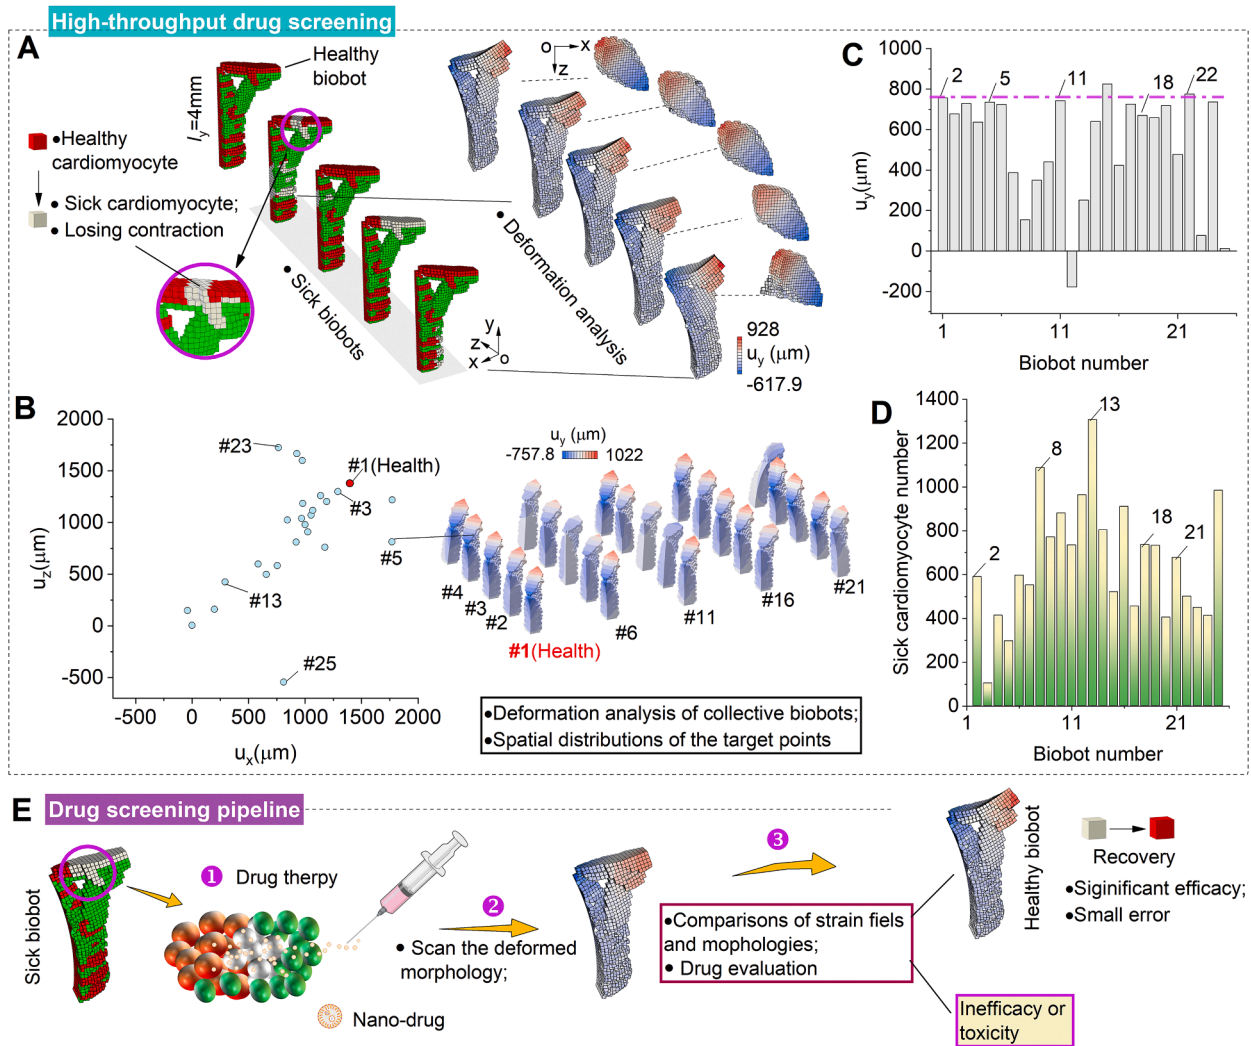 High-throughput drug screening
A
Healthy
biobot
l_y=4mm
●Healthy
cardiomyocyte
● Sick cardiomyocyte;
● Losing contraction
● Sick biobots
● Deformation analysis
o
x
z
y
z
x
o
928
u_y (μm)
-617.9
C
1000
800
600
400
200
0
-200
u_y(μm)
2
5
11
18
22
1
11
21
Biobot number
B
2000
1500
1000
500
0
-500
u_z(μm)
-500
0
500
1000
1500
2000
u_x(μm)
#23
#1(Health)
#3
#5
#13
#25
u_y (μm)
-757.8
1022
#4
#3
#2
#1(Health)
#6
#11
#16
#21
●Deformation analysis of collective biobots;
●Spatial distributions of the target points
D
1400
1200
1000
800
600
400
200
0
Sick cardiomyocyte number
2
8
13
18
21
1
11
21
Biobot number
E
Drug screening pipeline
Sick biobot
1
Drug therpy
Nano-drug
2
● Scan the deformed
morphology;
3
●Comparisons of strain fiels
and mophologies;
● Drug evaluation
Healthy biobot
Recovery
●Siginificant efficacy;
●Small error
Inefficacy or
toxicity